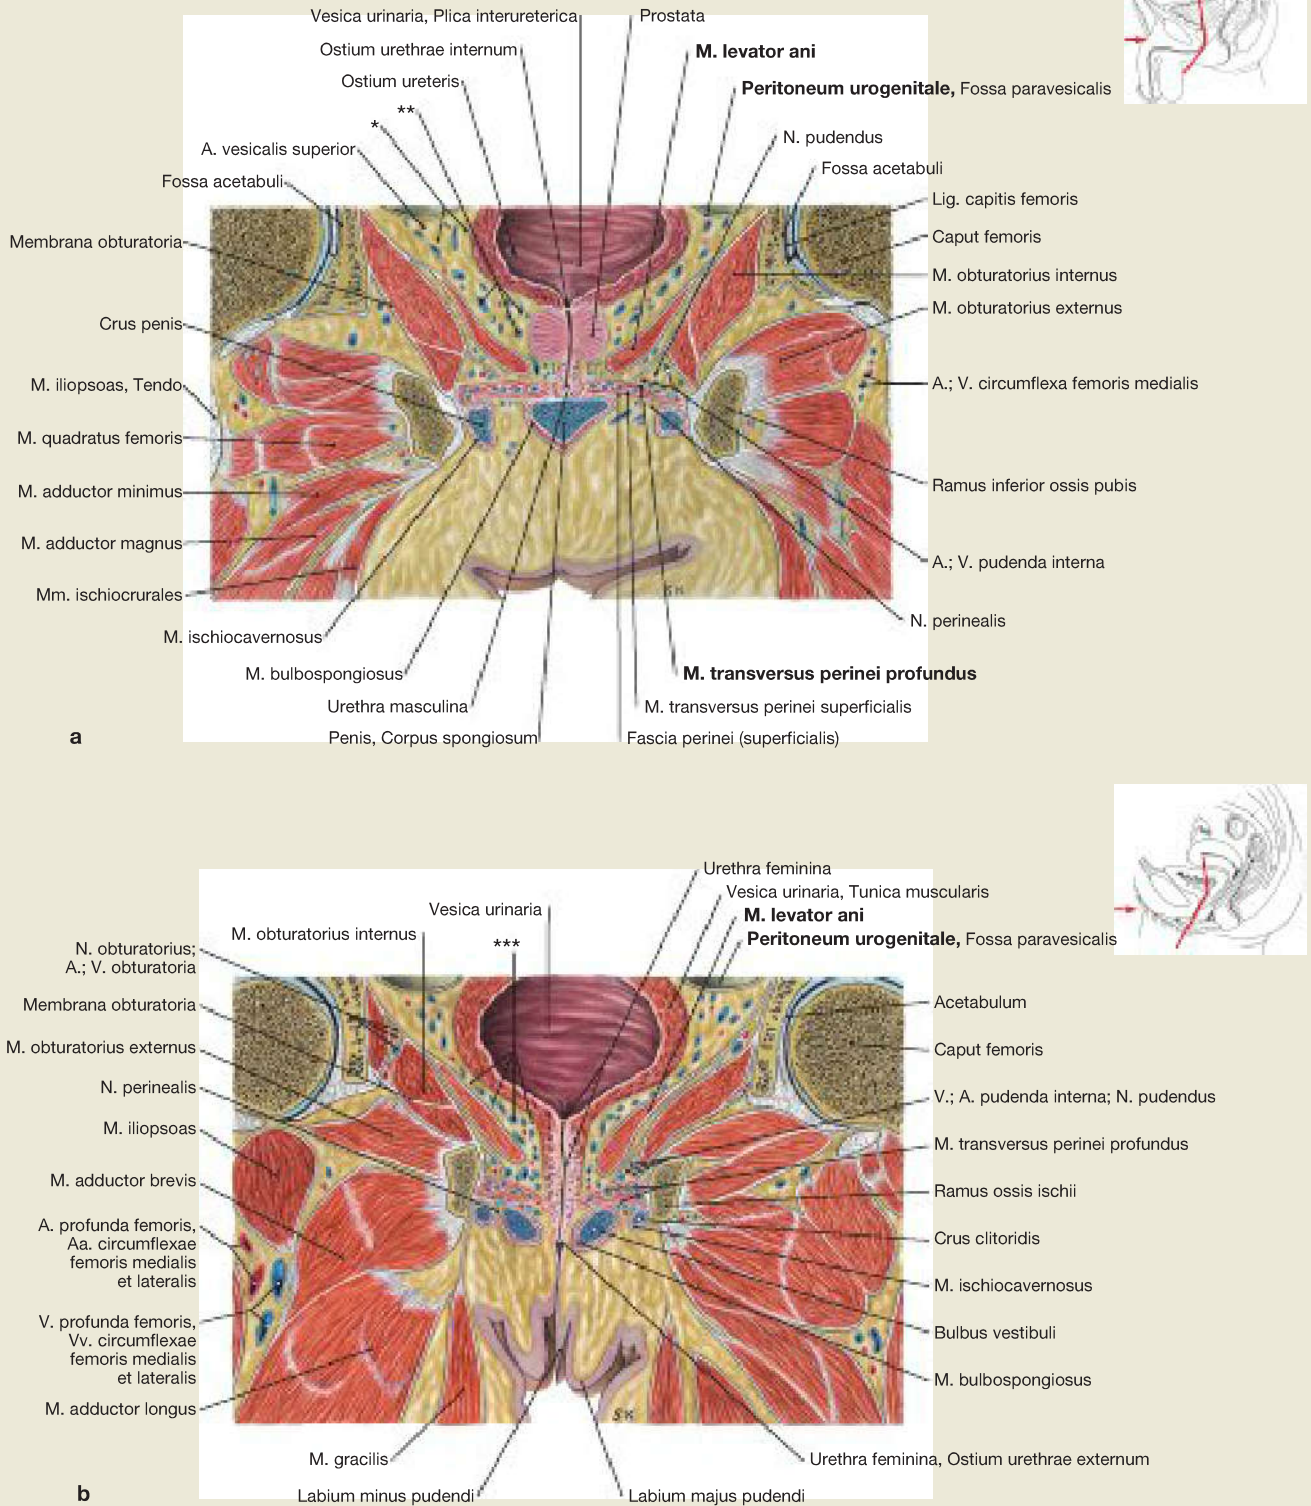 Vesica urinaria, Plica interureterica
Prostata
Ostium urethrae internum
M. levator ani
Ostium ureteris
Peritoneum urogenitale, Fossa paravesicalis
**
*
N. pudendus
A. vesicalis superior
Fossa acetabuli
Fossa acetabuli
Lig. capitis femoris
Membrana obturatoria
Caput femoris
M. obturatorius internus
M. obturatorius externus
Crus penis
M. iliopsoas, Tendo
A.; V. circumflexa femoris medialis
M. quadratus femoris
M. adductor minimus
Ramus inferior ossis pubis
M. adductor magnus
A.; V. pudenda interna
Mm. ischiocrurales
N. perinealis
M. ischiocavernosus
M. bulbospongiosus
M. transversus perinei profundus
Urethra masculina
M. transversus perinei superficialis
a
Penis, Corpus spongiosum
Fascia perinei (superficialis)
Urethra feminina
Vesica urinaria, Tunica muscularis
Vesica urinaria
M. levator ani
M. obturatorius internus
***
Peritoneum urogenitale, Fossa paravesicalis
N. obturatorius;
A.; V. obturatoria
Membrana obturatoria
Acetabulum
M. obturatorius externus
Caput femoris
N. perinealis
V.; A. pudenda interna; N. pudendus
M. iliopsoas
M. transversus perinei profundus
M. adductor brevis
Ramus ossis ischii
A. profunda femoris,
Aa. circumflexae
femoris medialis
et lateralis
Crus clitoridis
M. ischiocavernosus
V. profunda femoris,
Vv. circumflexae
femoris medialis
et lateralis
Bulbus vestibuli
M. bulbospongiosus
M. adductor longus
SK
M. gracilis
Urethra feminina, Ostium urethrae externum
b
Labium minus pudendi
Labium majus pudendi